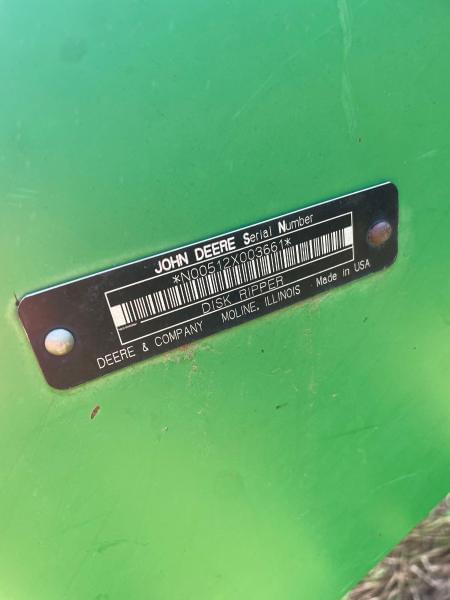 JOHN DEERE Serial Number
*N00512X003661*
DISK RIPPER
DEERE & COMPANY MOLINE, ILLINOIS Made in USA